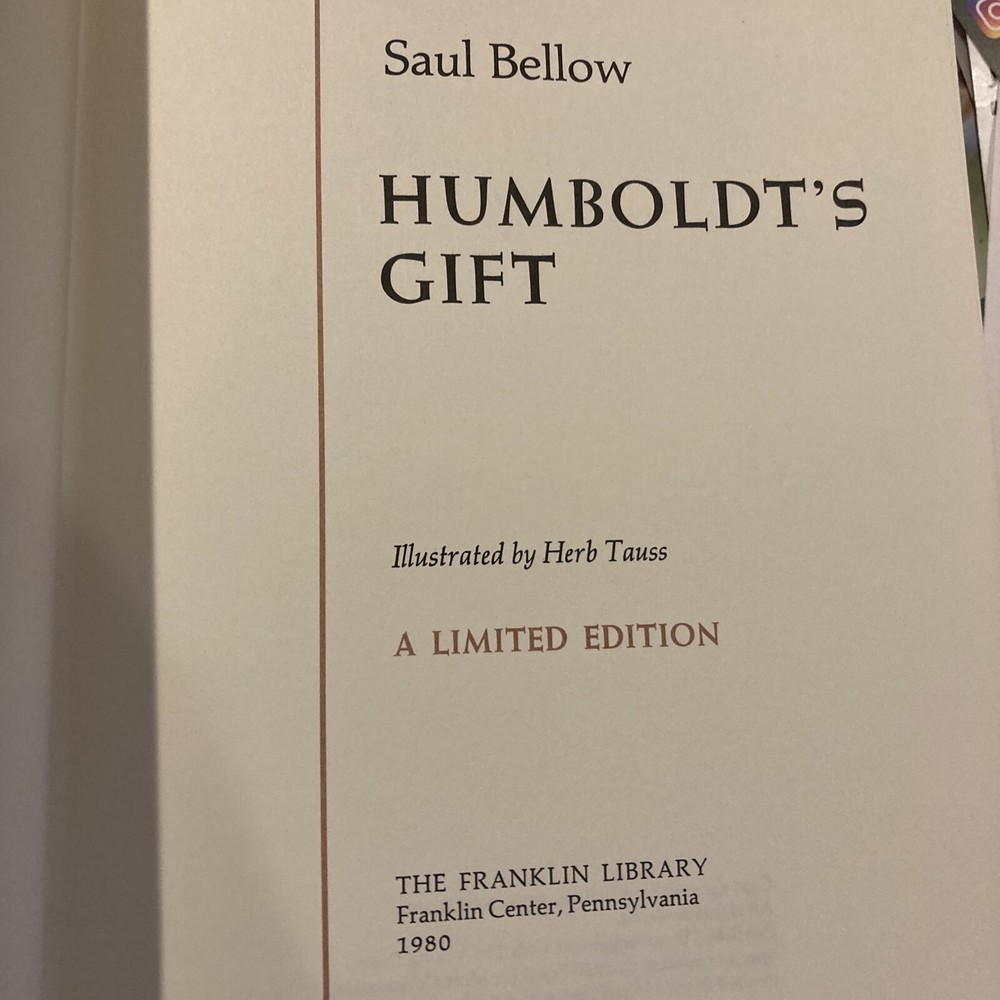 Saul Bellow
HUMBOLDT'S
GIFT
Illustrated by Herb Tauss
A LIMITED EDITION
THE FRANKLIN LIBRARY
Franklin Center, Pennsylvania
1980